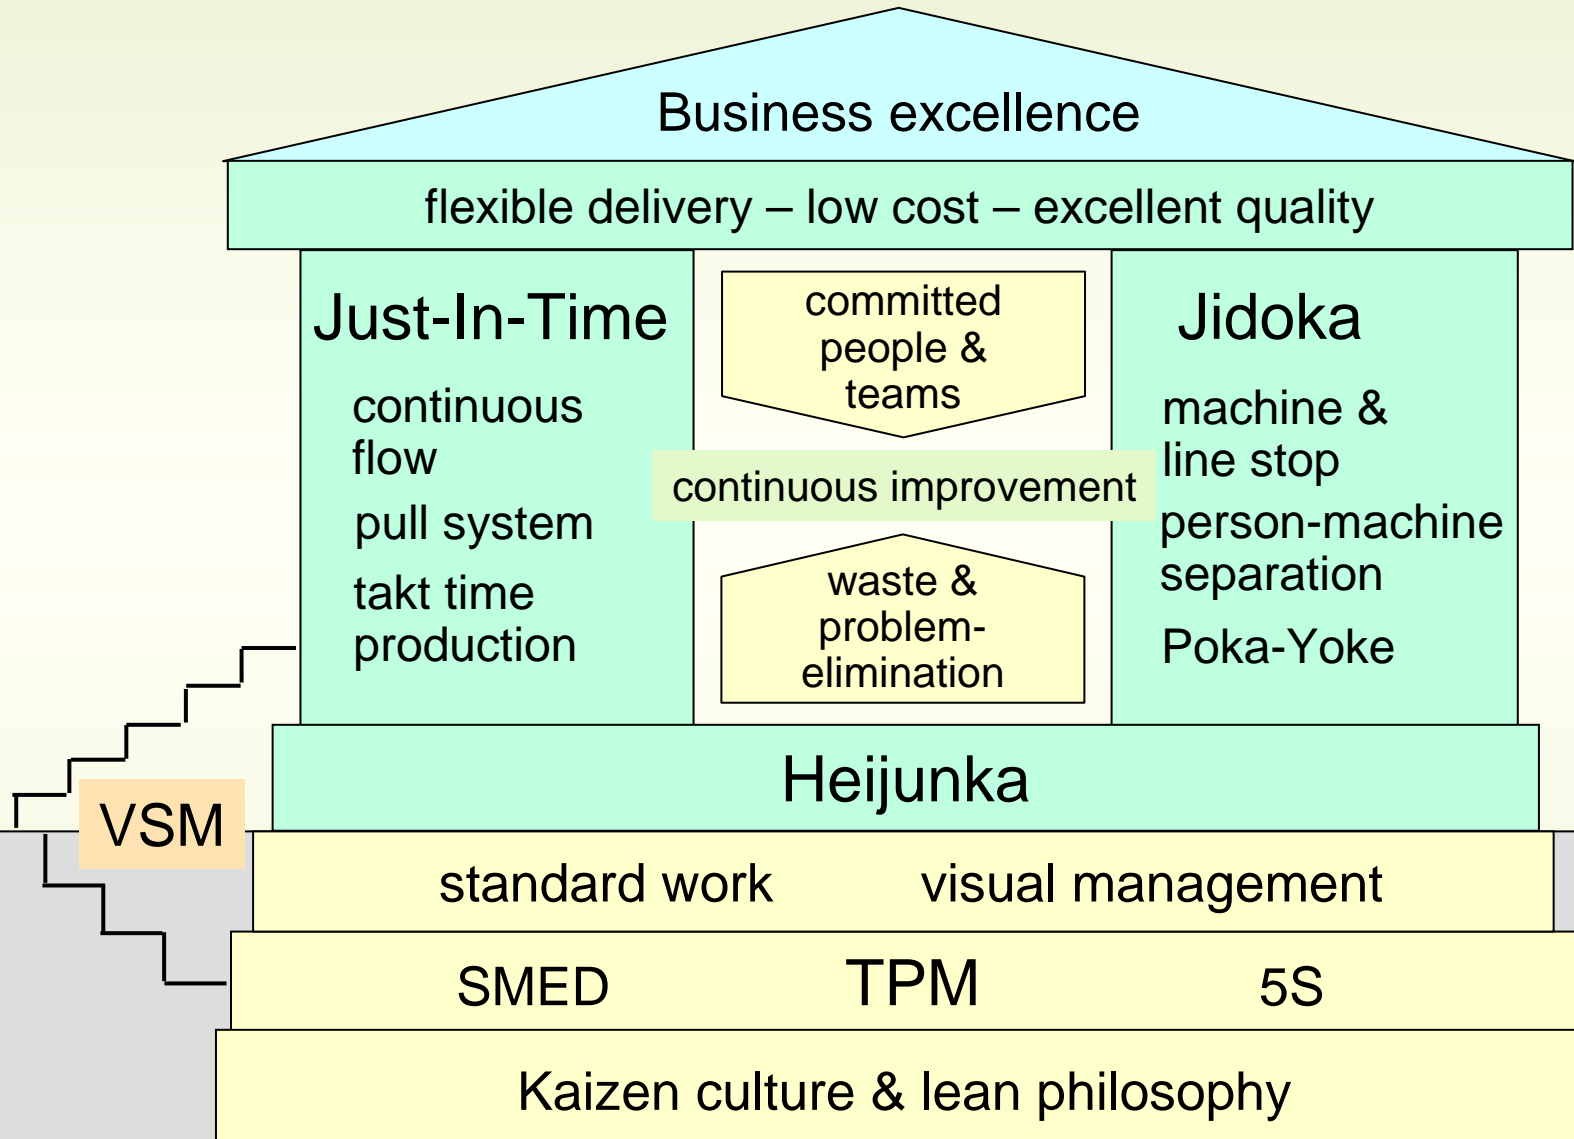 Business excellence
flexible delivery – low cost – excellent quality
Just-In-Time
continuous
flow
pull system
takt time
production
committed
people &
teams
continuous improvement
waste &
problem-
elimination
Jidoka
machine &
line stop
person-machine
separation
Poka-Yoke
Heijunka
VSM
standard work visual management
SMED TPM 5S
Kaizen culture & lean philosophy